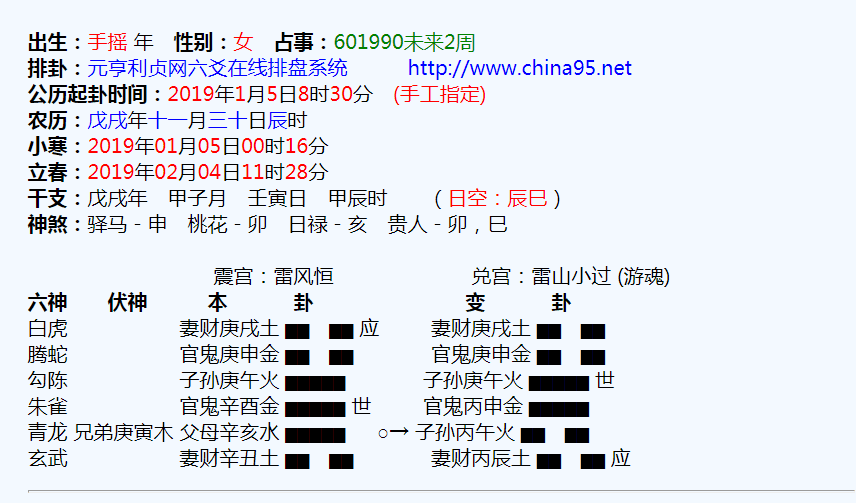 出生：手摇 年 性别：女 占事：601990未来2周
排卦：元亨利贞网六爻在线排盘系统 http://www.china95.net
公历起卦时间：2019年1月5日8时30分 (手工指定)
农历：戊戌年十一月三十日辰时
小寒：2019年01月05日00时16分
立春：2019年02月04日11时28分
干支：戊戌年 甲子月 壬寅日 甲辰时 （日空：辰巳）
神煞：驿马－申 桃花－卯 日禄－亥 贵人－卯，巳
震宫：雷风恒 兑宫：雷山小过 (游魂)
六神 伏神 本 卦 变 卦
白虎 妻财庚戌土 ▅▅ ▅▅ 应 妻财庚戌土 ▅▅ ▅▅
腾蛇 官鬼庚申金 ▅▅ ▅▅ 官鬼庚申金 ▅▅ ▅▅
勾陈 子孙庚午火 ▅▅▅▅▅ 子孙庚午火 ▅▅▅▅▅ 世
朱雀 官鬼辛酉金 ▅▅▅▅▅ 世 官鬼丙申金 ▅▅▅▅▅
青龙 兄弟庚寅木 父母辛亥水 ▅▅▅▅▅ ○→ 子孙丙午火 ▅▅ ▅▅
玄武 妻财辛丑土 ▅▅ ▅▅ 妻财丙辰土 ▅▅ ▅▅ 应